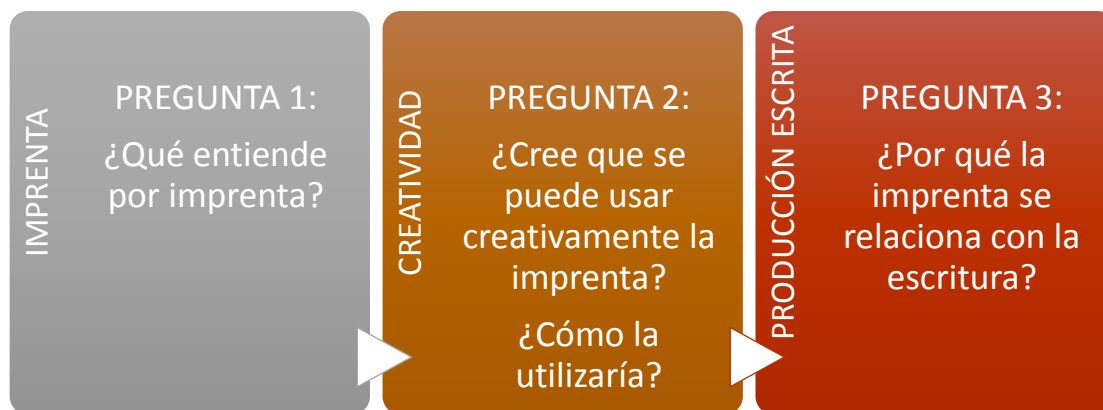 IMPRENTA
PREGUNTA 1:
¿Qué entiende
por imprenta?
CREATIVIDAD
PREGUNTA 2:
¿Cree que se
puede usar
creativamente la
imprenta?
¿Cómo la
utilizaría?
PRODUCCIÓN ESCRITA
PREGUNTA 3:
¿Por qué la
imprenta se
relaciona con la
escritura?